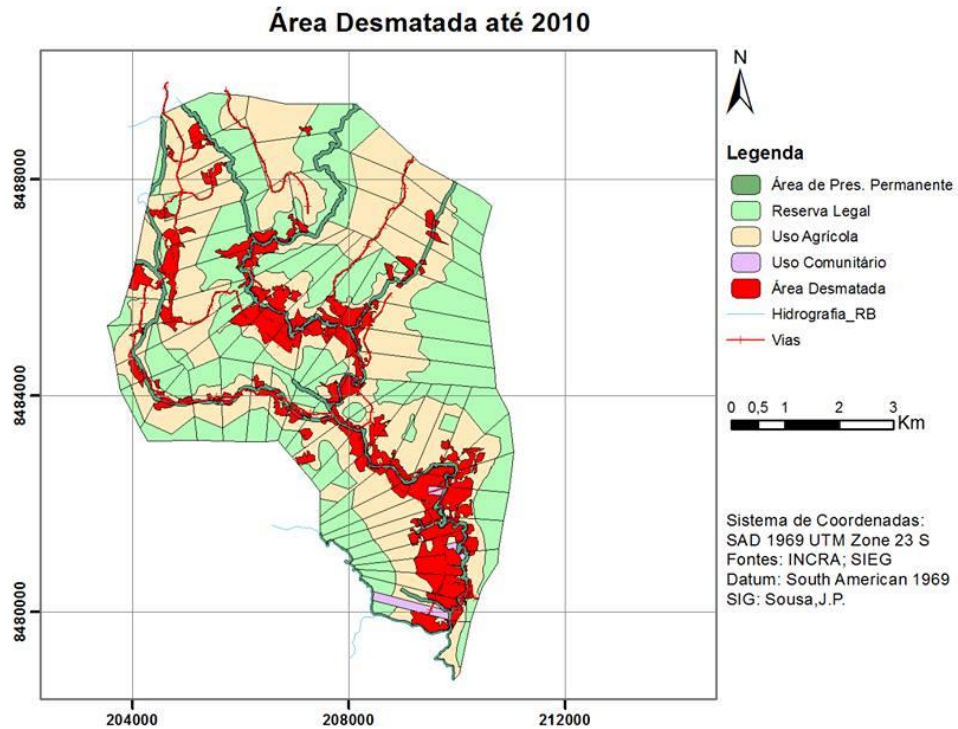 Área Desmatada até 2010
N
Legenda
Área de Pres. Permanente
Reserva Legal
Uso Agrícola
Uso Comunitário
Área Desmatada
Hidrografia_RB
Vias
0 0,5 1 2 3
Km
Sistema de Coordenadas:
SAD 1969 UTM Zone 23 S
Fontes: INCRA; SIEG
Datum: South American 1969
SIG: Sousa,J.P.
8488000
8484000
8480000
204000 208000 212000